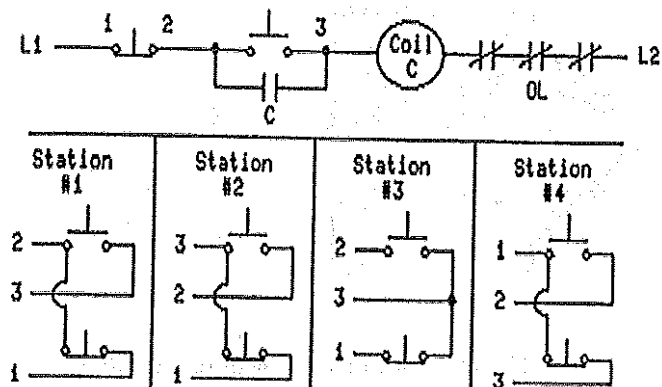 1 2 3
L1 Coil C L2
C OL
Station #1 Station #2 Station #3 Station #4
2 3 2 1
3 2 3 2
1 1 1 3